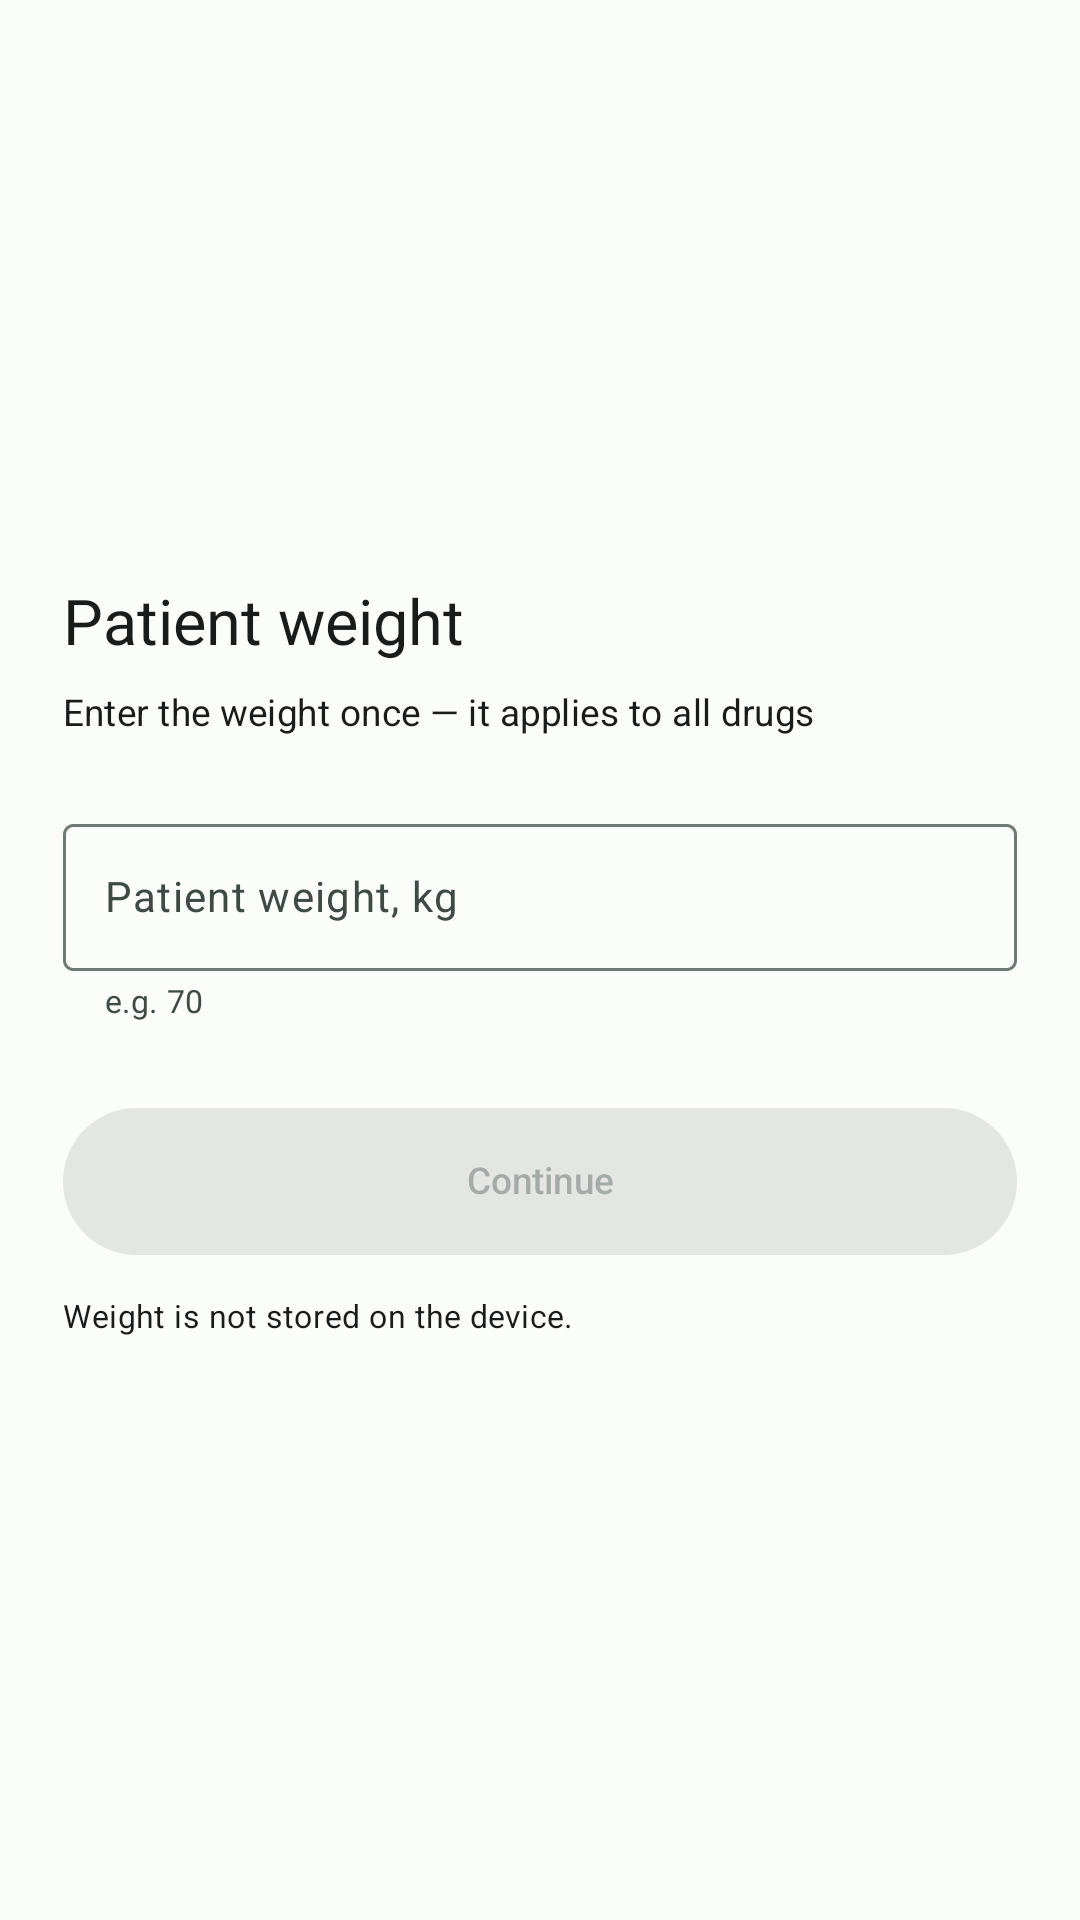 Patient weight
Enter the weight once — it applies to all drugs
Patient weight, kg
e.g. 70
Continue
Weight is not stored on the device.